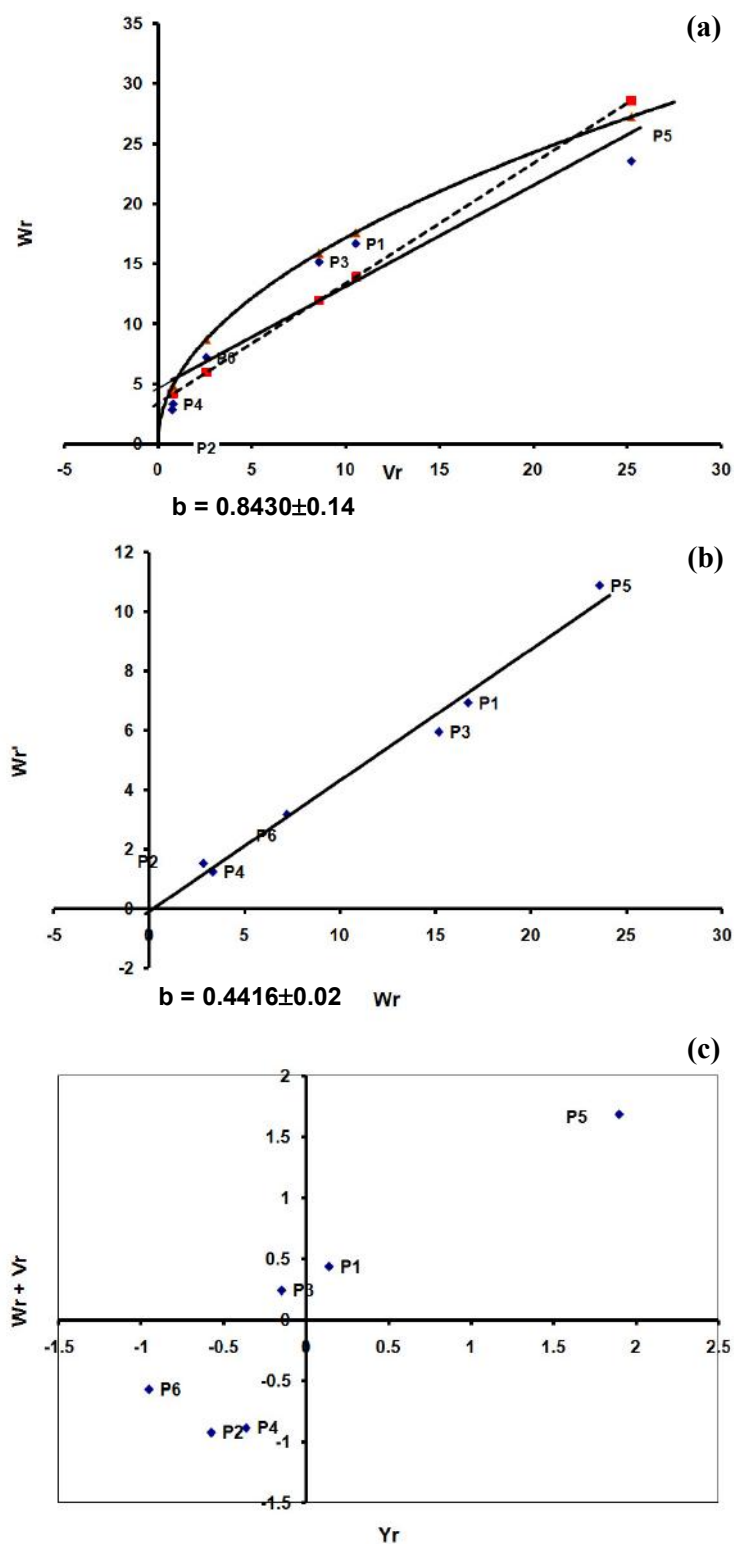 (a)
35
30
25
20
15
10
5
0
Wr
P5
P1
P3
P4
P2
-5 0 5 10 15 20 25 30
Vr
b = 0.8430±0.14
(b)
12
10
8
6
4
2
0
-2
Wr'
P5
P1
P3
P6
P2
P4
-5 0 5 10 15 20 25 30
b = 0.4416±0.02 Wr
(c)
2
1.5
1
0.5
0
-0.5
-1
-1.5
Wr + Vr
P5
P1
P3
-1.5 -1 -0.5 0 0.5 1 1.5 2 2.5
P6
P2 P4
Yr